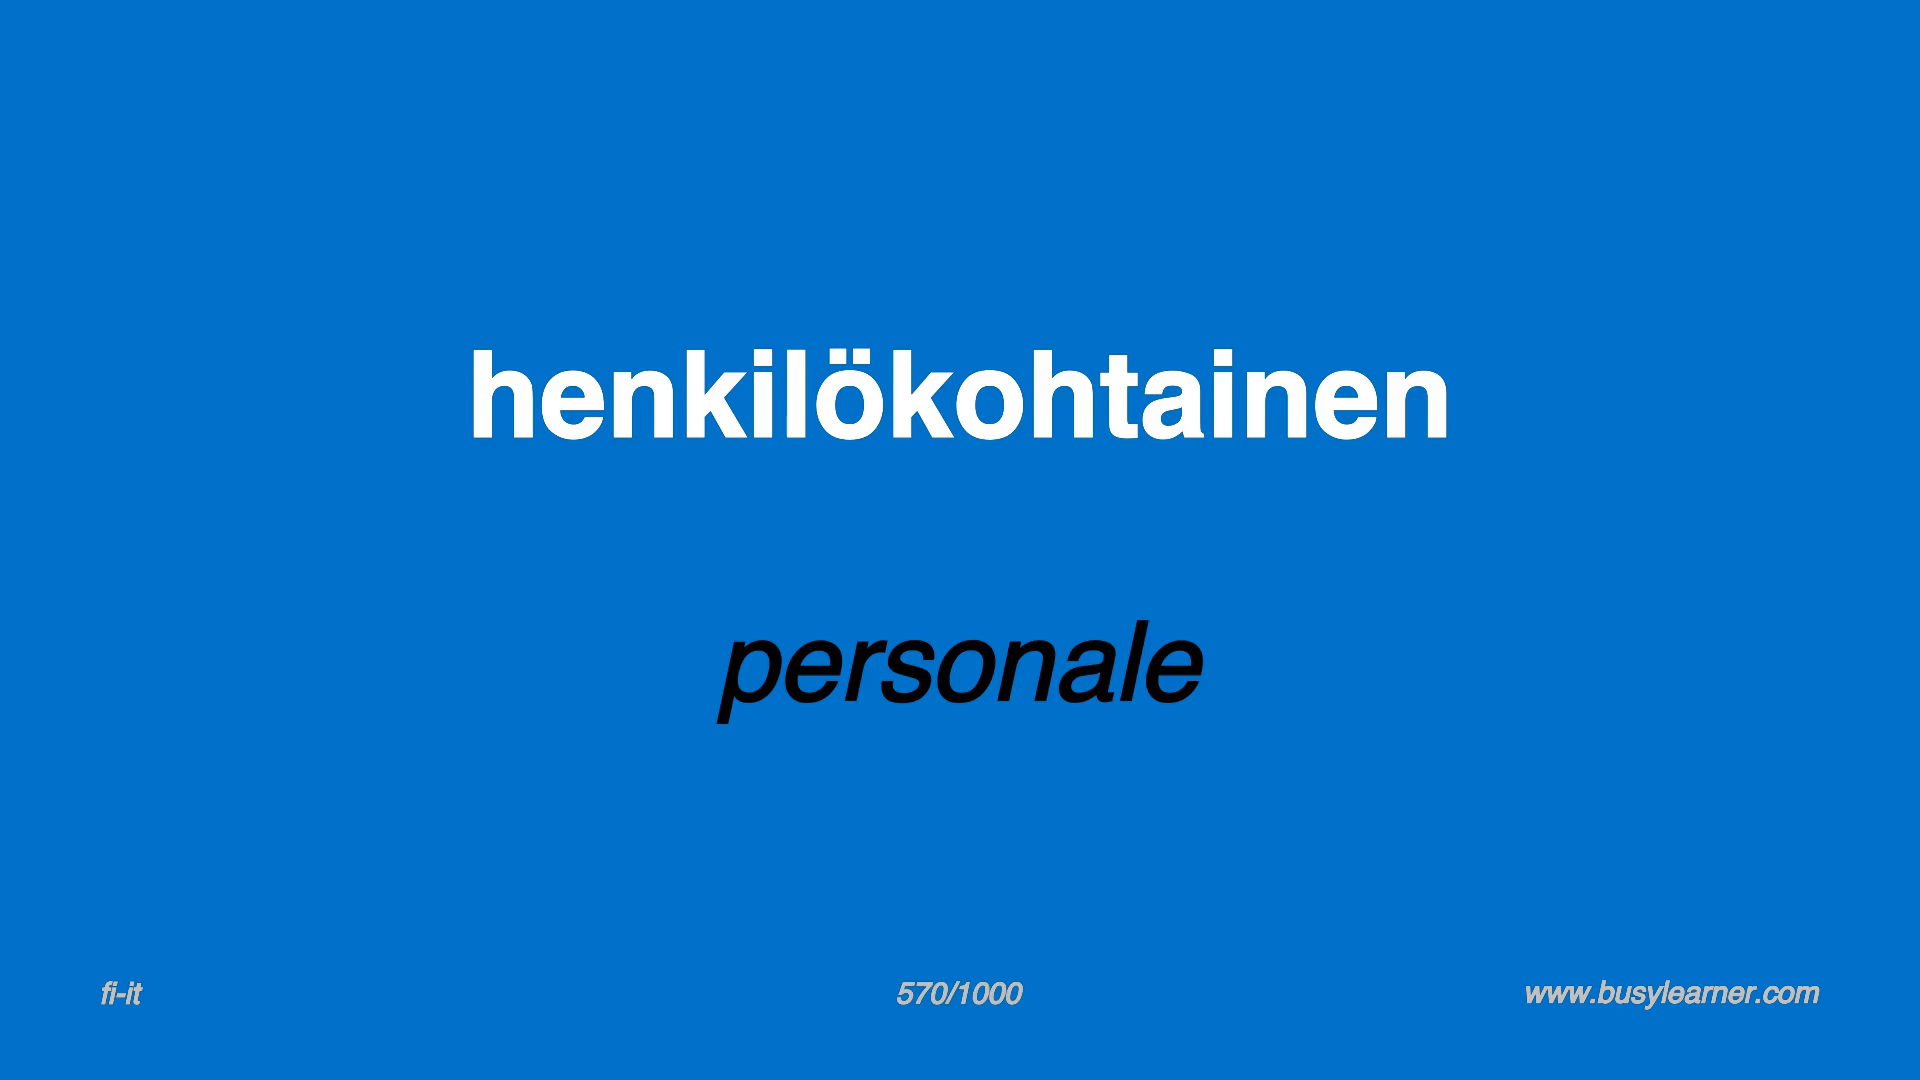 henkilökohtainen
personale
fi-it
570/1000
www.busylearner.com